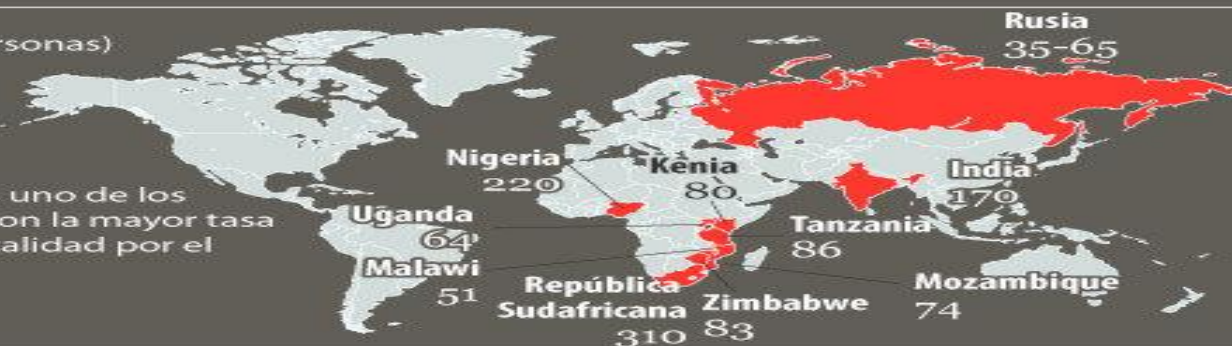 rsonas)
uno de los
on la mayor tasa
alidad por el
Rusia
35-65
Nigeria
220
Kenia
80
India
170
Uganda
64
Tanzania
86
Malawi
51
República
Sudafricana
310
Zimbabwe
83
Mozambique
74